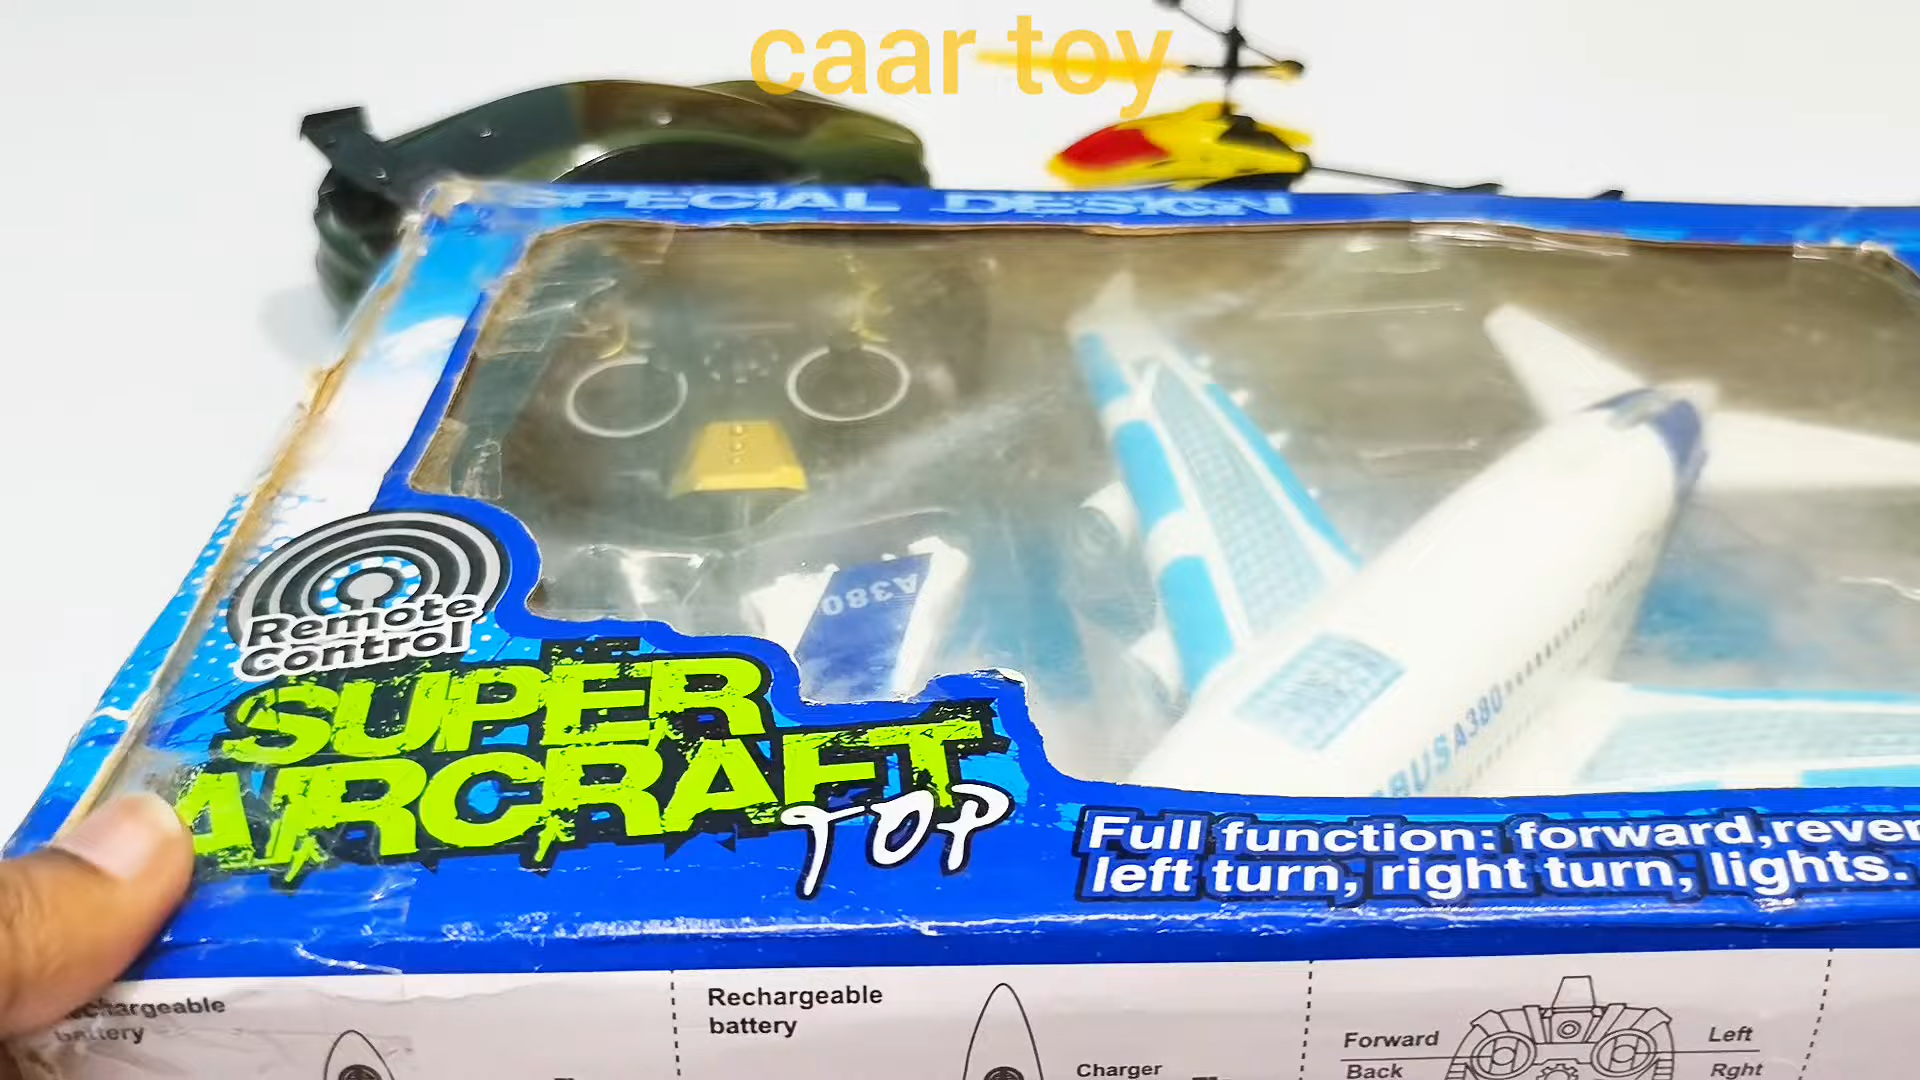 caar toy
SPECIAL DESIGN
A380
Remote
Control
SUPER
AIRCRAFT
TOP
A380
Full function: forward,rever
left turn, right turn, lights.
chargeable
battery
Rechargeable
battery
Charger
Forward
Left
Back
Rght